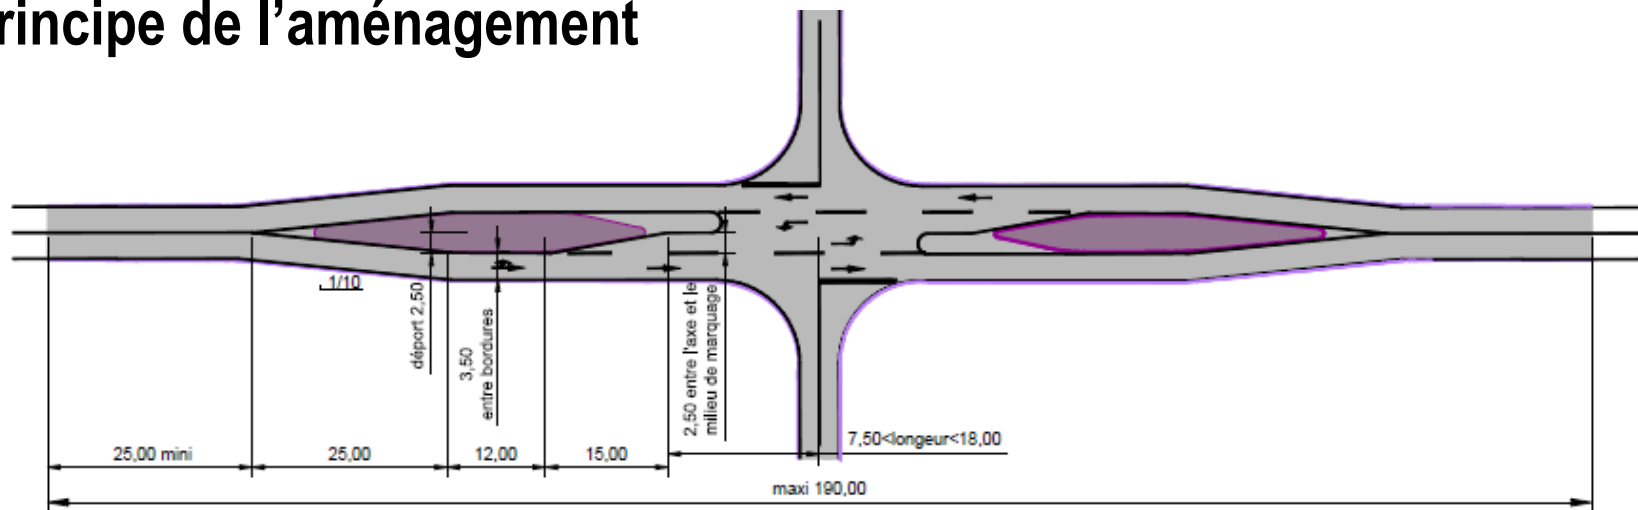 rincipe de l'aménagement
1/10
déport 2,50
3,50
entre bordures
2,50 entre l'axe et le
milieu de marquage
7,50<longeur<18,00
25,00 mini
25,00
12,00
15,00
maxi 190,00